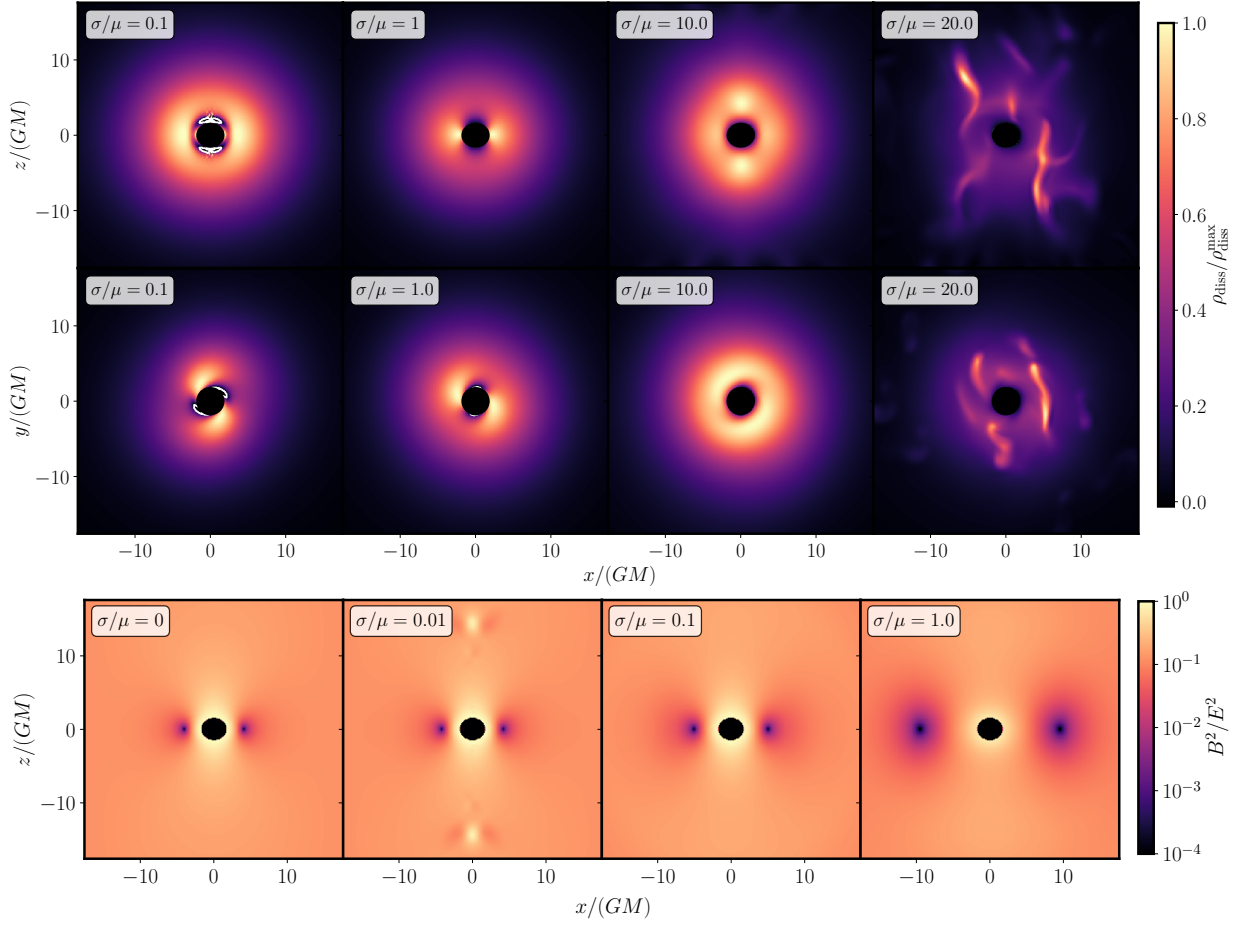 σ/μ = 0.1
σ/μ = 1
σ/μ = 10.0
σ/μ = 20.0
1.0
0.8
0.6
0.4
0.2
0.0
ρ_diss/ρ_diss^max
10
0
−10
z/(GM)
σ/μ = 0.1
σ/μ = 1.0
σ/μ = 10.0
σ/μ = 20.0
10
0
−10
y/(GM)
−10 0 10 −10 0 10 −10 0 10 −10 0 10
x/(GM)
σ/μ = 0
σ/μ = 0.01
σ/μ = 0.1
σ/μ = 1.0
10
0
−10
z/(GM)
10^0
10^−1
10^−2
10^−3
10^−4
B^2/E^2
−10 0 10 −10 0 10 −10 0 10 −10 0 10
x/(GM)